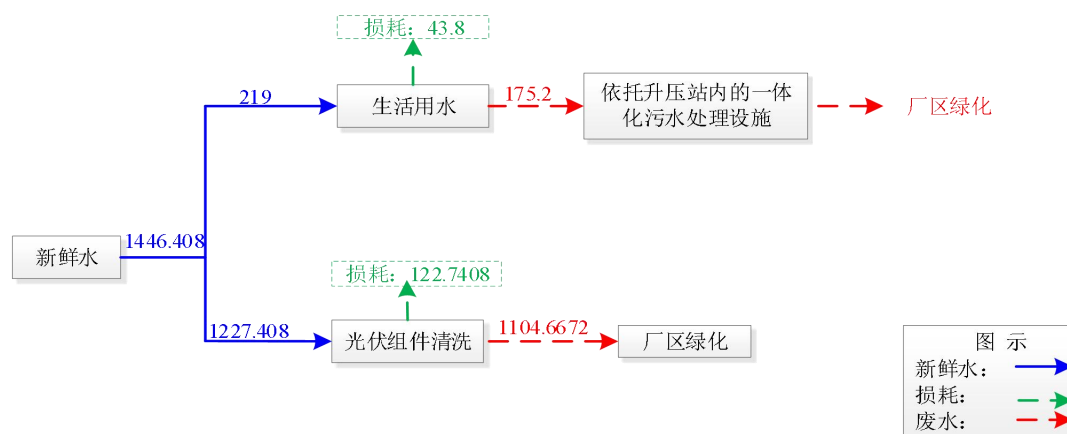 损耗：43.8
219
生活用水
175.2
依托升压站内的一体
化污水处理设施
厂区绿化
新鲜水
1446.408
损耗：122.7408
1227.408
光伏组件清洗
1104.6672
厂区绿化
图 示
新鲜水：
损耗：
废水：